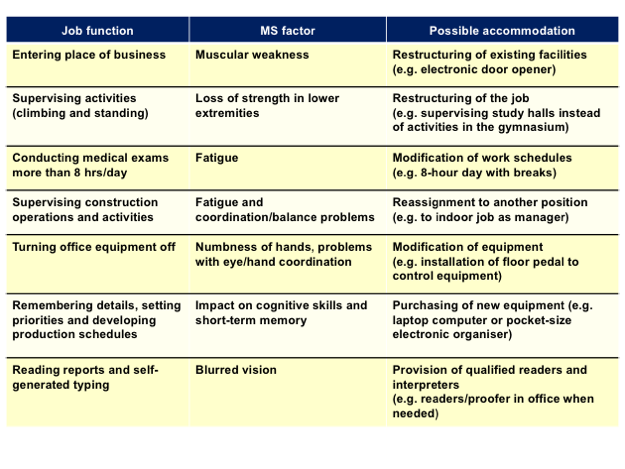 Job function MS factor Possible accommodation
Entering place of business Muscular weakness Restructuring of existing facilities
(e.g. electronic door opener)
Supervising activities Loss of strength in lower Restructuring of the job
(climbing and standing) extremities (e.g. supervising study halls instead
of activities in the gymnasium)
Conducting medical exams Fatigue Modification of work schedules
more than 8 hrs/day (e.g. 8-hour day with breaks)
Supervising construction Fatigue and Reassignment to another position
operations and activities coordination/balance problems (e.g. to indoor job as manager)
Turning office equipment off Numbness of hands, problems Modification of equipment
with eye/hand coordination (e.g. installation of floor pedal to
control equipment)
Remembering details, setting Impact on cognitive skills and Purchasing of new equipment (e.g.
priorities and developing short-term memory laptop computer or pocket-size
production schedules electronic organiser)
Reading reports and self- Blurred vision Provision of qualified readers and
generated typing interpreters
(e.g. readers/proofer in office when
needed)